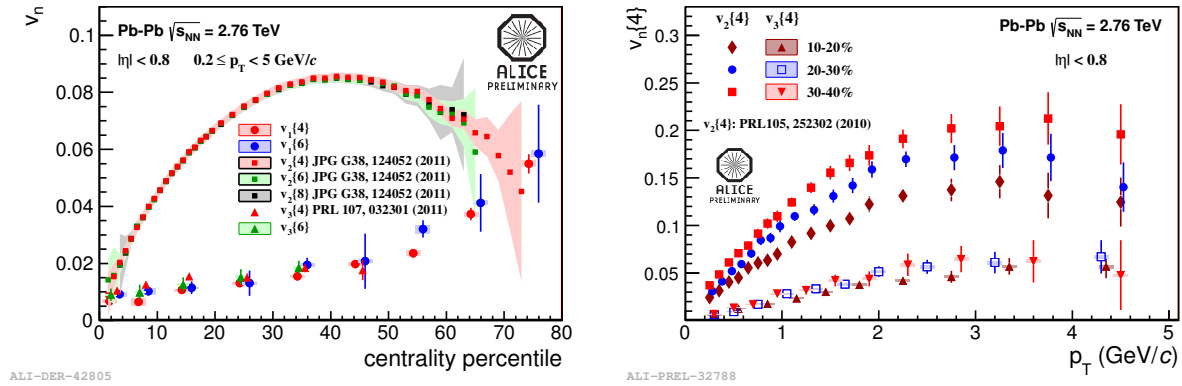 v_n
0.1
0.08
0.06
0.04
0.02
0
Pb-Pb √s_NN = 2.76 TeV
|η| < 0.8 0.2 ≤ p_T < 5 GeV/c
ALICE
PRELIMINARY
v_1{4}
v_1{6}
v_2{4} JPG G38, 124052 (2011)
v_2{6} JPG G38, 124052 (2011)
v_2{8} JPG G38, 124052 (2011)
v_3{4} PRL 107, 032301 (2011)
v_3{6}
0 10 20 30 40 50 60 70 80
centrality percentile
ALI-DER-42805
v_n{4}
0.3
0.25
0.2
0.15
0.1
0.05
0
v_2{4} v_3{4}
10-20%
20-30%
30-40%
Pb-Pb √s_NN = 2.76 TeV
|η| < 0.8
v_2{4}: PRL105, 252302 (2010)
ALICE
PRELIMINARY
0 1 2 3 4 5
p_T (GeV/c)
ALI-PREL-32788